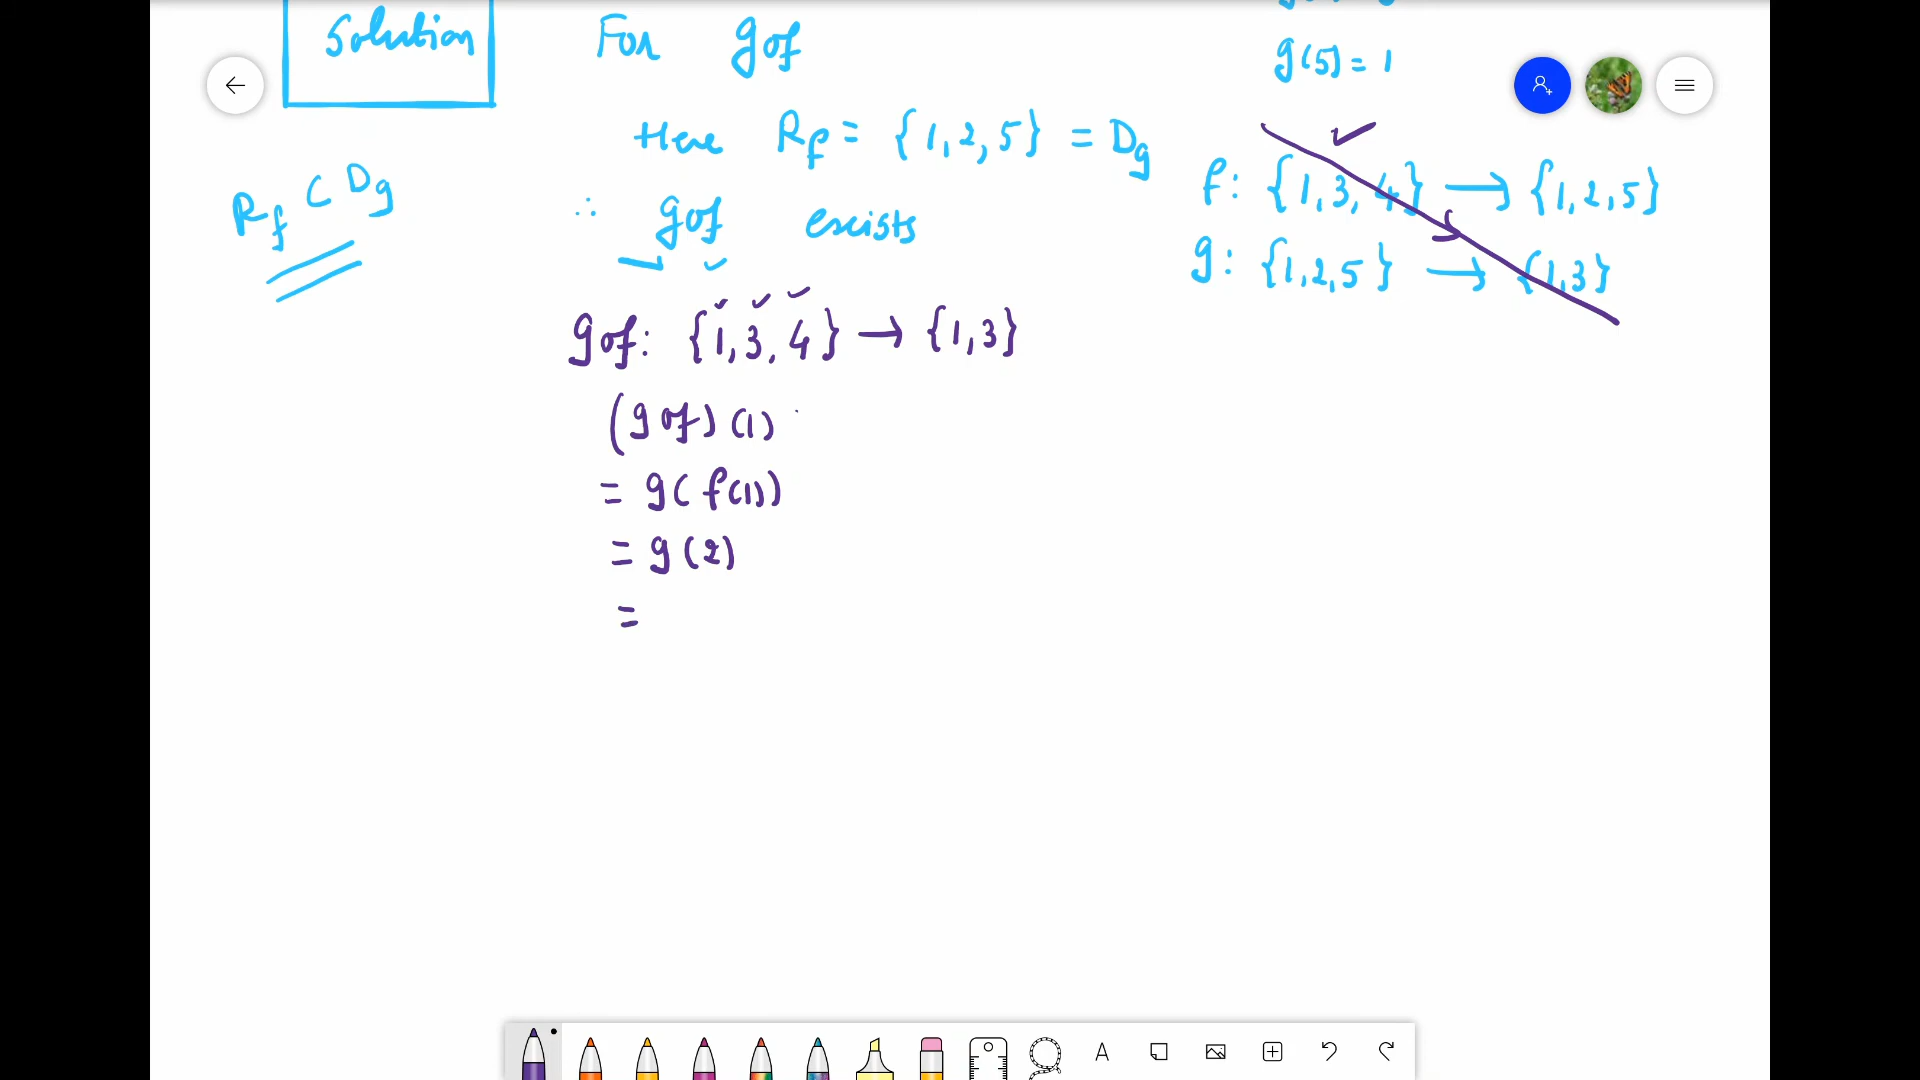 Solution
For gof
g(5) = 1
Here Rf = {1, 2, 5} = Dg
Rf ⊂ Dg
∴ gof exists
f: {1, 3, 4} → {1, 2, 5}
g: {1, 2, 5} → {1, 3}
gof: {1, 3, 4} → {1, 3}
(gof)(1)
= g(f(1))
= g(2)
=
A